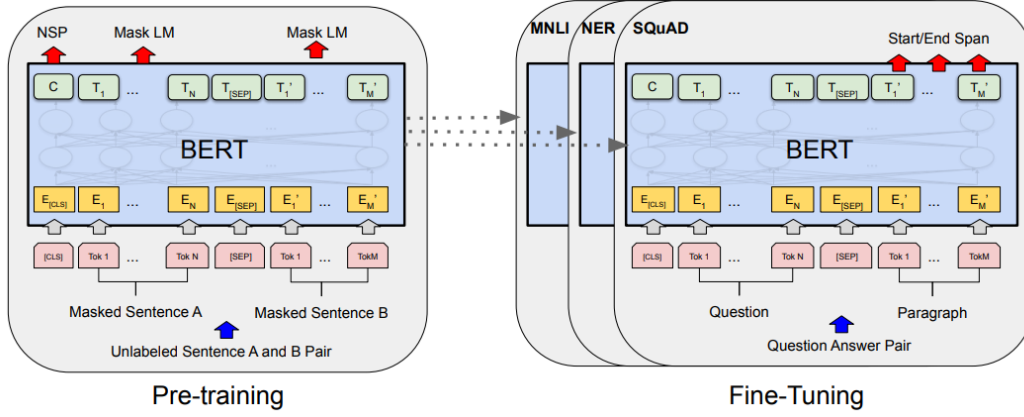 NSP Mask LM Mask LM
C T1 ... TN T[SEP] T1' ... TM'
BERT
E[CLS] E1 ... EN E[SEP] E1' ... EM'
[CLS] Tok 1 ... Tok N [SEP] Tok 1 ... TokM
Masked Sentence A Masked Sentence B
Unlabeled Sentence A and B Pair
Pre-training
MNLI NER SQuAD
Start/End Span
C T1 ... TN T[SEP] T1' ... TM'
BERT
E[CLS] E1 ... EN E[SEP] E1' ... EM'
[CLS] Tok 1 ... Tok N [SEP] Tok 1 ... TokM
Question Paragraph
Question Answer Pair
Fine-Tuning